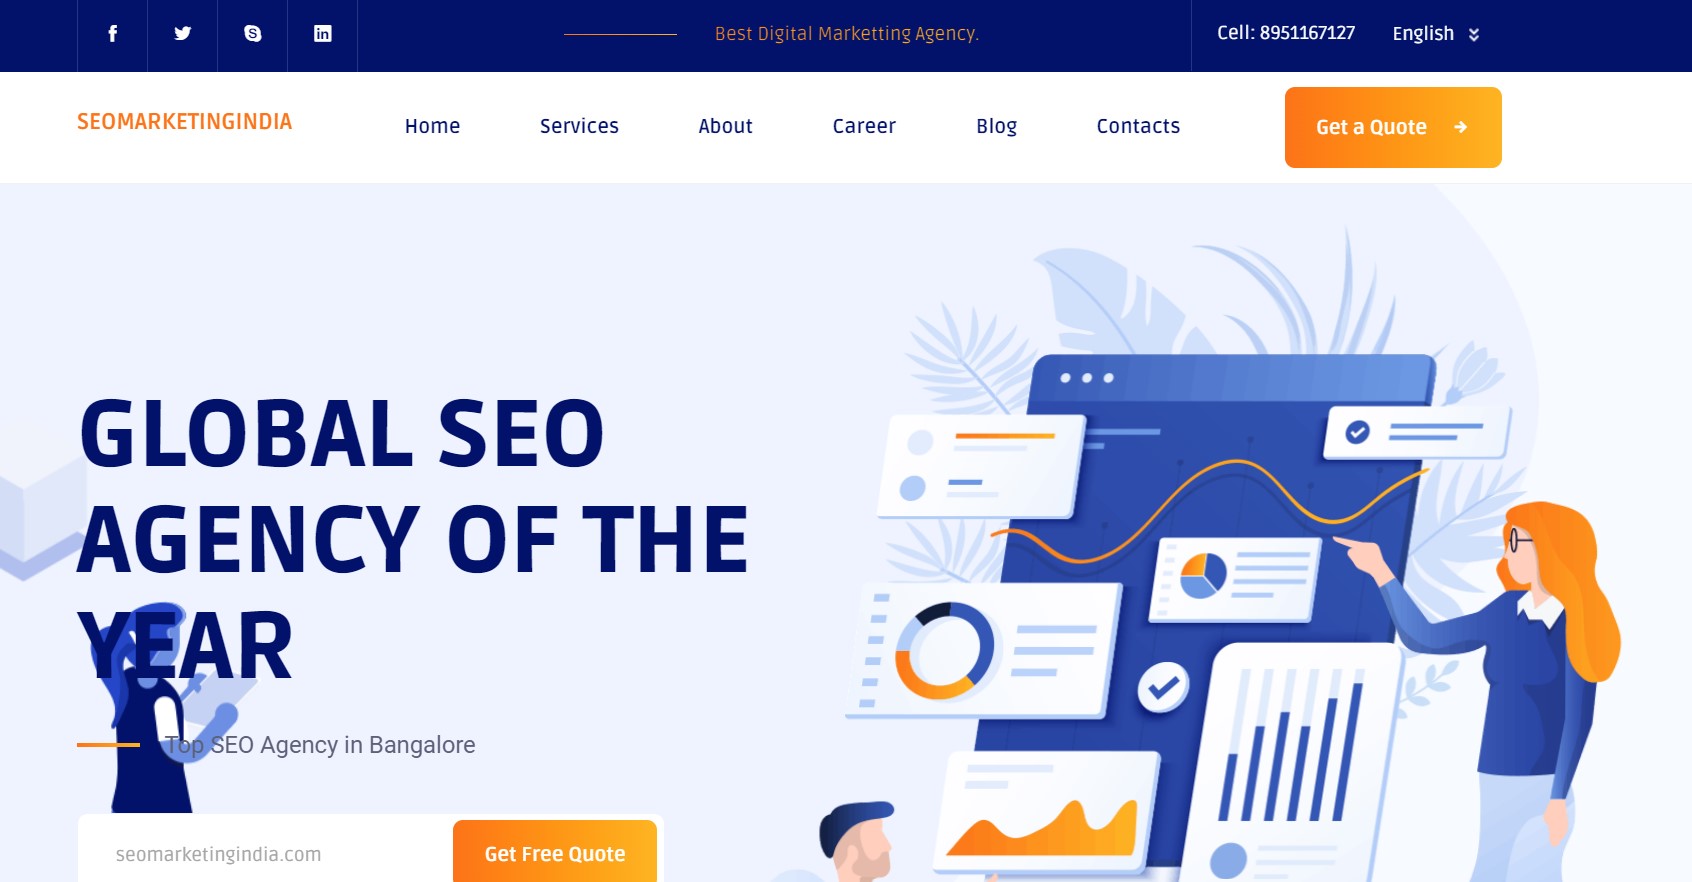 Best Digital Marketting Agency.
Cell: 8951167127
English
SEOMARKETINGINDIA
Home
Services
About
Career
Blog
Contacts
Get a Quote
GLOBAL SEO
AGENCY OF THE
YEAR
Top SEO Agency in Bangalore
seomarketingindia.com
Get Free Quote